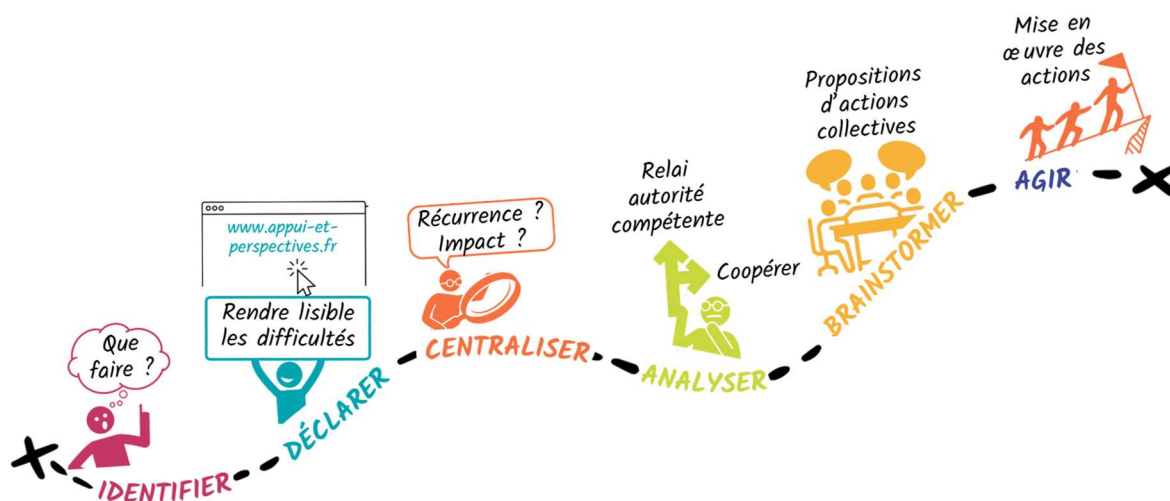 Que
faire ?
IDENTIFIER
www.appui-et-
perspectives.fr
Rendre lisible
les difficultés
DÉCLARER
Récurrence ?
Impact ?
CENTRALISER
Relai
autorité
compétente
Coopérer
ANALYSER
Propositions
d'actions
collectives
BRAINSTORMER
Mise en
œuvre des
actions
AGIR